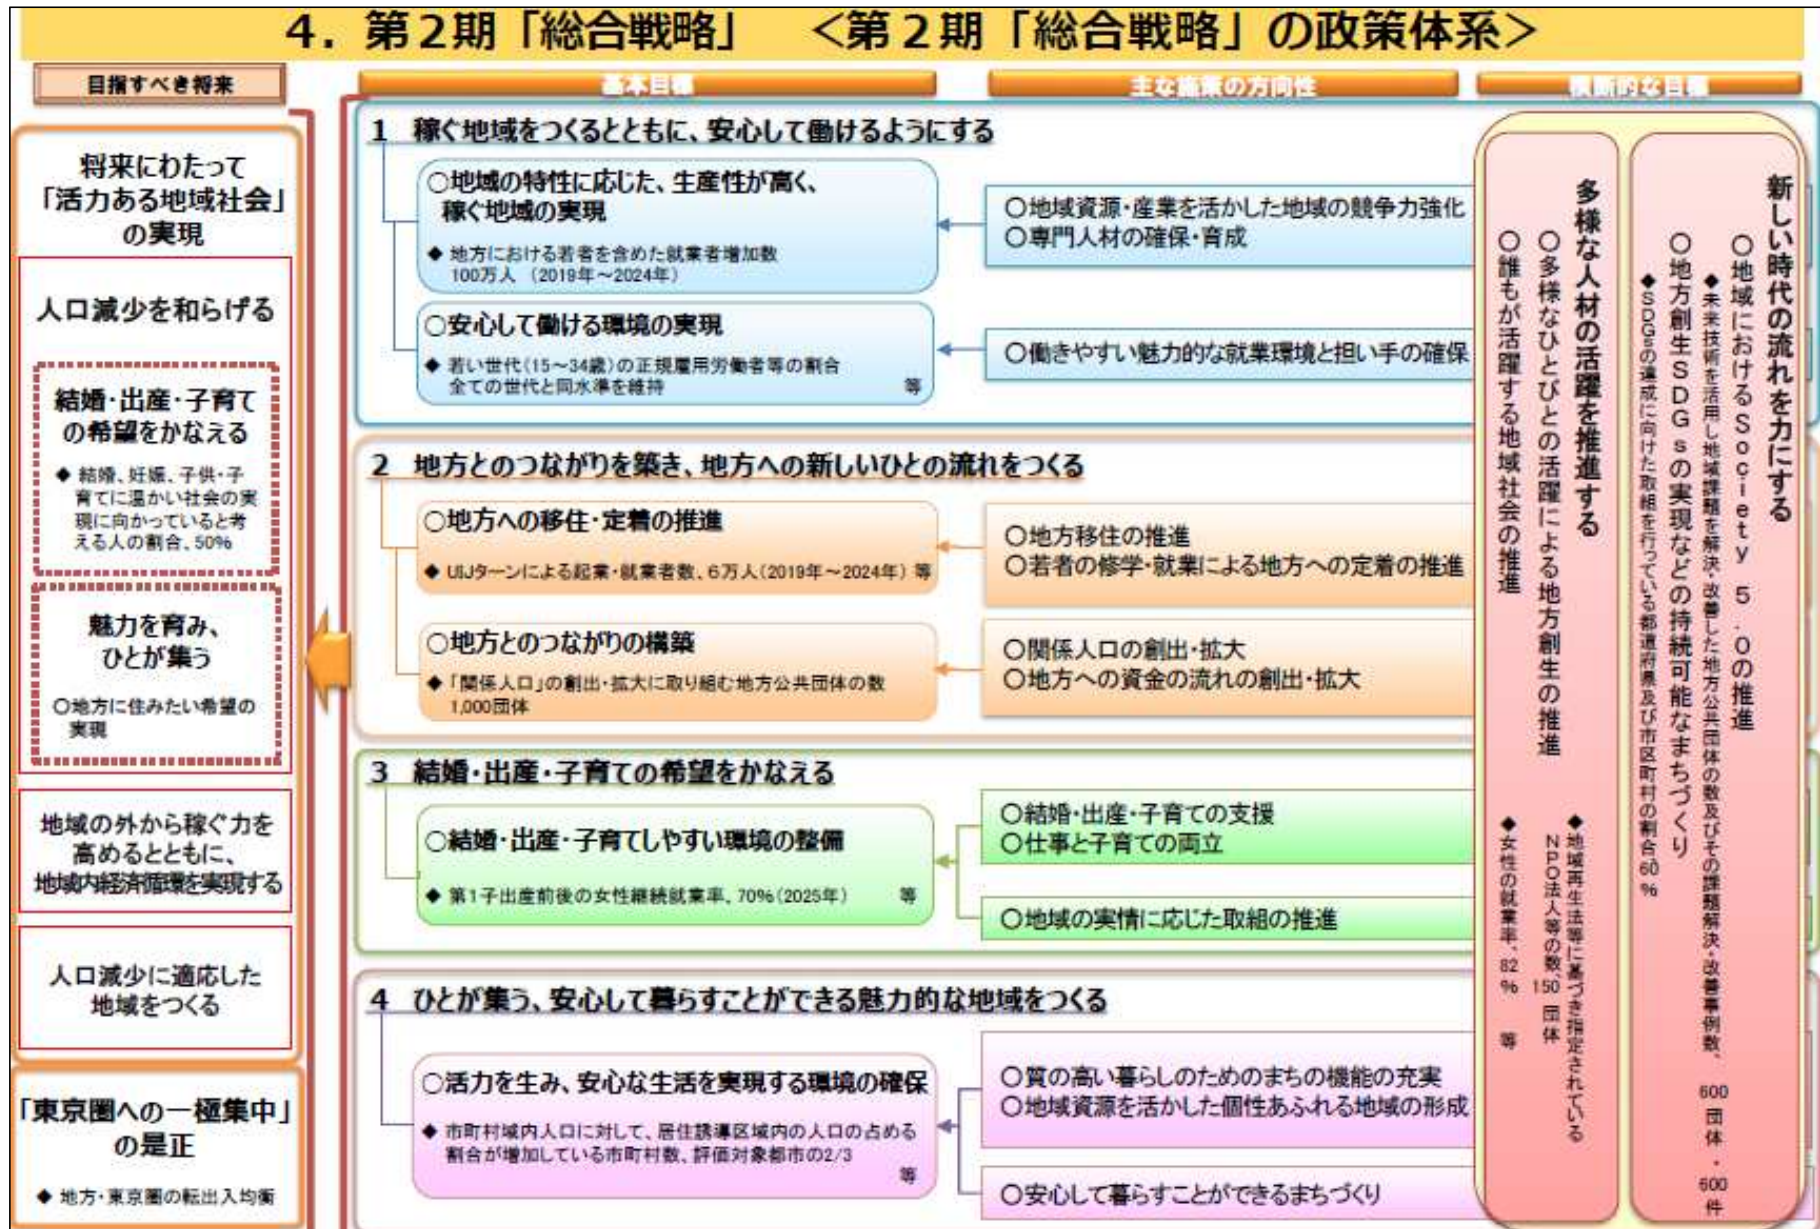 4．第２期「総合戦略」　＜第２期「総合戦略」の政策体系＞
目指すべき将来
基本目標
主な施策の方向性
横断的な目標
将来にわたって
「活力ある地域社会」
の実現
人口減少を和らげる
結婚・出産・子育て
の希望をかなえる
◆ 結婚、妊娠、子供・子
育てに温かい社会の実
現に向かっていると考
える人の割合、50%
魅力を育み、
ひとが集う
○地方に住みたい希望の
実現
地域の外から稼ぐ力を
高めるとともに、
地域内経済循環を実現する
人口減少に適応した
地域をつくる
「東京圏への一極集中」
の是正
◆ 地方・東京圏の転出入均衡
1　稼ぐ地域をつくるとともに、安心して働けるようにする
○地域の特性に応じた、生産性が高く、
稼ぐ地域の実現
◆ 地方における若者を含めた就業者増加数
100万人 （2019年～2024年）
○地域資源・産業を活かした地域の競争力強化
○専門人材の確保・育成
○安心して働ける環境の実現
◆ 若い世代（15～34歳）の正規雇用労働者等の割合
全ての世代と同水準を維持　等
○働きやすい魅力的な就業環境と担い手の確保
2　地方とのつながりを築き、地方への新しいひとの流れをつくる
○地方への移住・定着の推進
◆ UIJターンによる起業・就業者数、6万人（2019年～2024年） 等
○地方移住の推進
○若者の修学・就業による地方への定着の推進
○地方とのつながりの構築
◆「関係人口」の創出・拡大に取り組む地方公共団体の数
1,000団体
○関係人口の創出・拡大
○地方への資金の流れの創出・拡大
3　結婚・出産・子育ての希望をかなえる
○結婚・出産・子育てしやすい環境の整備
◆ 第1子出産前後の女性継続就業率、70%（2025年）　等
○結婚・出産・子育ての支援
○仕事と子育ての両立
○地域の実情に応じた取組の推進
4　ひとが集う、安心して暮らすことができる魅力的な地域をつくる
○活力を生み、安心な生活を実現する環境の確保
◆ 市町村域内人口に対して、居住誘導区域内の人口の占める
割合が増加している市町村数、評価対象都市の2/3
等
○質の高い暮らしのためのまちの機能の充実
○地域資源を活かした個性あふれる地域の形成
○安心して暮らすことができるまちづくり
多様な人材の活躍を推進する
○多様なひとびとの活躍による地方創生の推進
◆地域再生法等に基づき指定されている
NPO法人等の数、150団体
○誰もが活躍する地域社会の推進
◆女性の就業率、82%　等
新しい時代の流れを力にする
○地域におけるSociety 5.0の推進
◆未来技術を活用し地域課題を解決・改善した地方公共団体の数及びその課題解決・改善事例数、600団体・600件
○地方創生SDGsの実現などの持続可能なまちづくり
◆SDGsの達成に向けた取組を行っている都道府県及び市区町村の割合60%